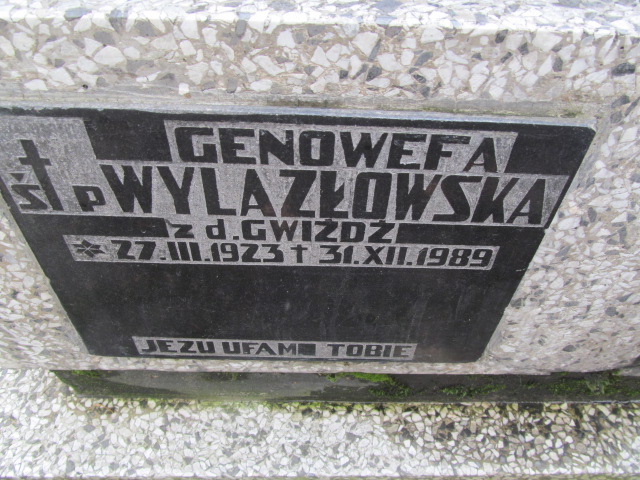 GENOWEFA
ŚP WYLAZŁOWSKA
z d. GWIŻDŻ
* 27.III.1923 † 31.XII.1989
JEZU UFAM TOBIE